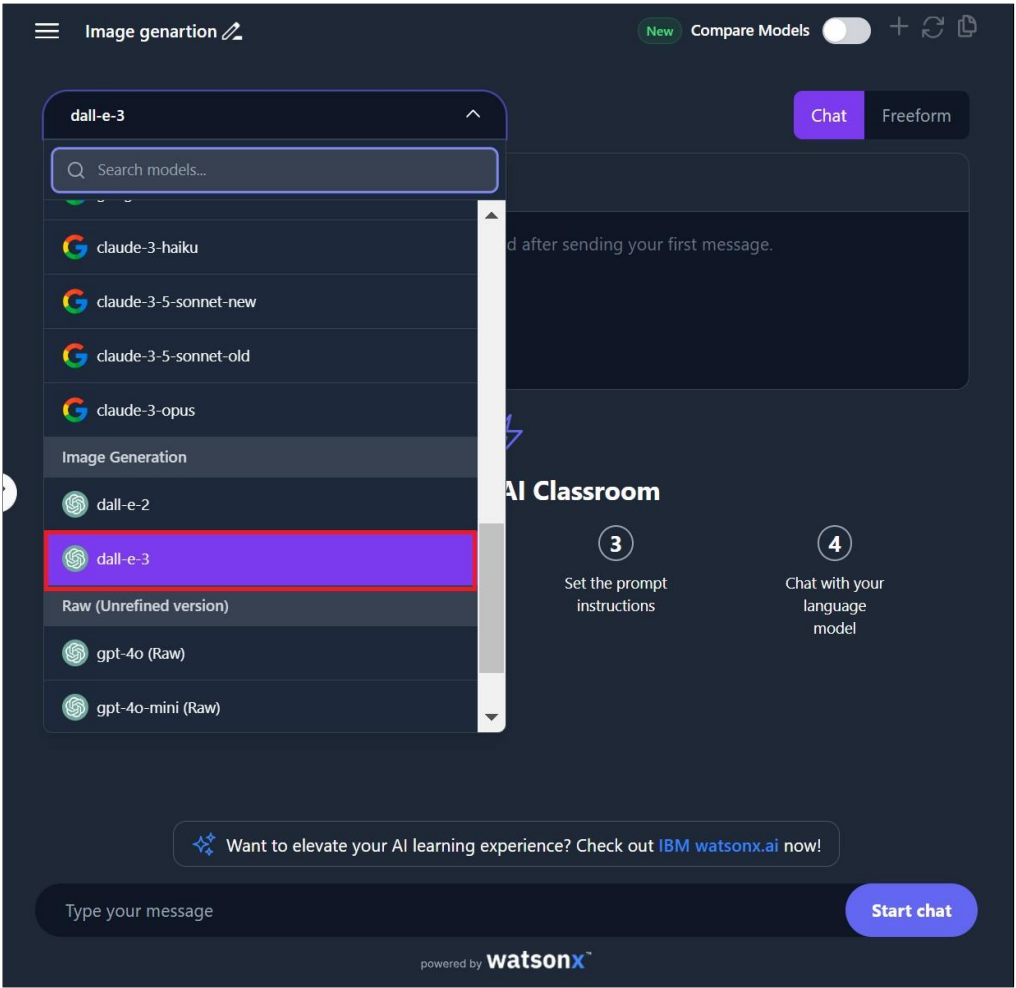 Image genartion
New Compare Models
dall-e-3
Chat Freeform
Search models...
d after sending your first message.
claude-3-haiku
claude-3-5-sonnet-new
claude-3-5-sonnet-old
claude-3-opus
Image Generation
dall-e-2
dall-e-3
Raw (Unrefined version)
gpt-4o (Raw)
gpt-4o-mini (Raw)
AI Classroom
3
Set the prompt
instructions
4
Chat with your
language
model
Want to elevate your AI learning experience? Check out IBM watsonx.ai now!
Type your message
Start chat
powered by watsonx™